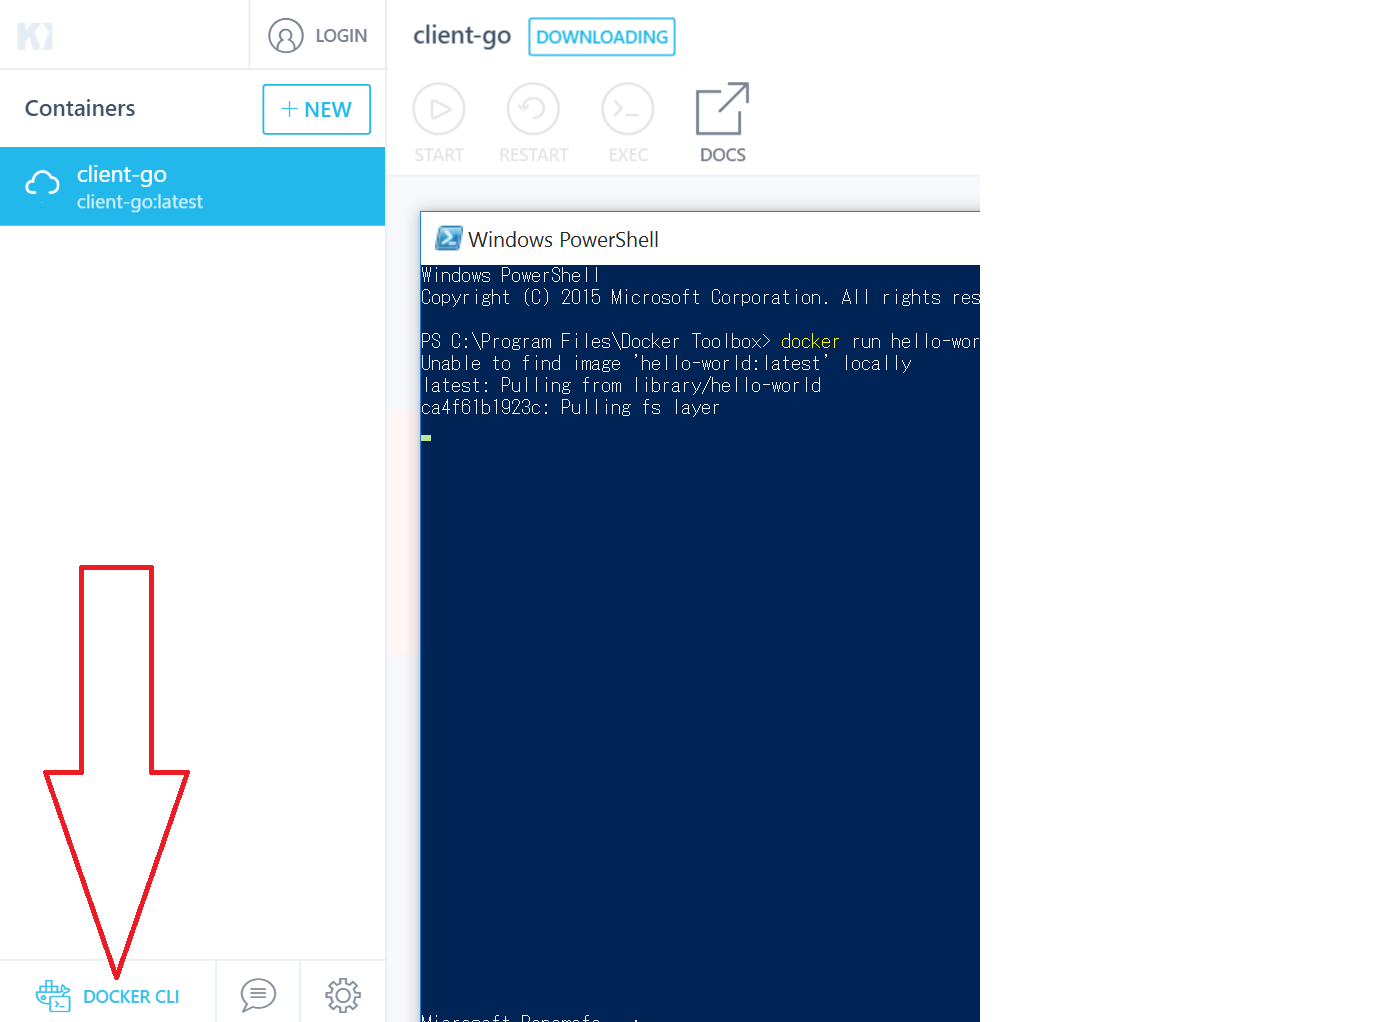 LOGIN
client-go DOWNLOADING
Containers
+ NEW
START
RESTART
EXEC
DOCS
client-go
client-go:latest
Windows PowerShell
Windows PowerShell
Copyright (C) 2015 Microsoft Corporation. All rights res
PS C:\Program Files\Docker Toolbox> docker run hello-wor
Unable to find image 'hello-world:latest' locally
latest: Pulling from library/hello-world
ca4f61b1923c: Pulling fs layer
DOCKER CLI